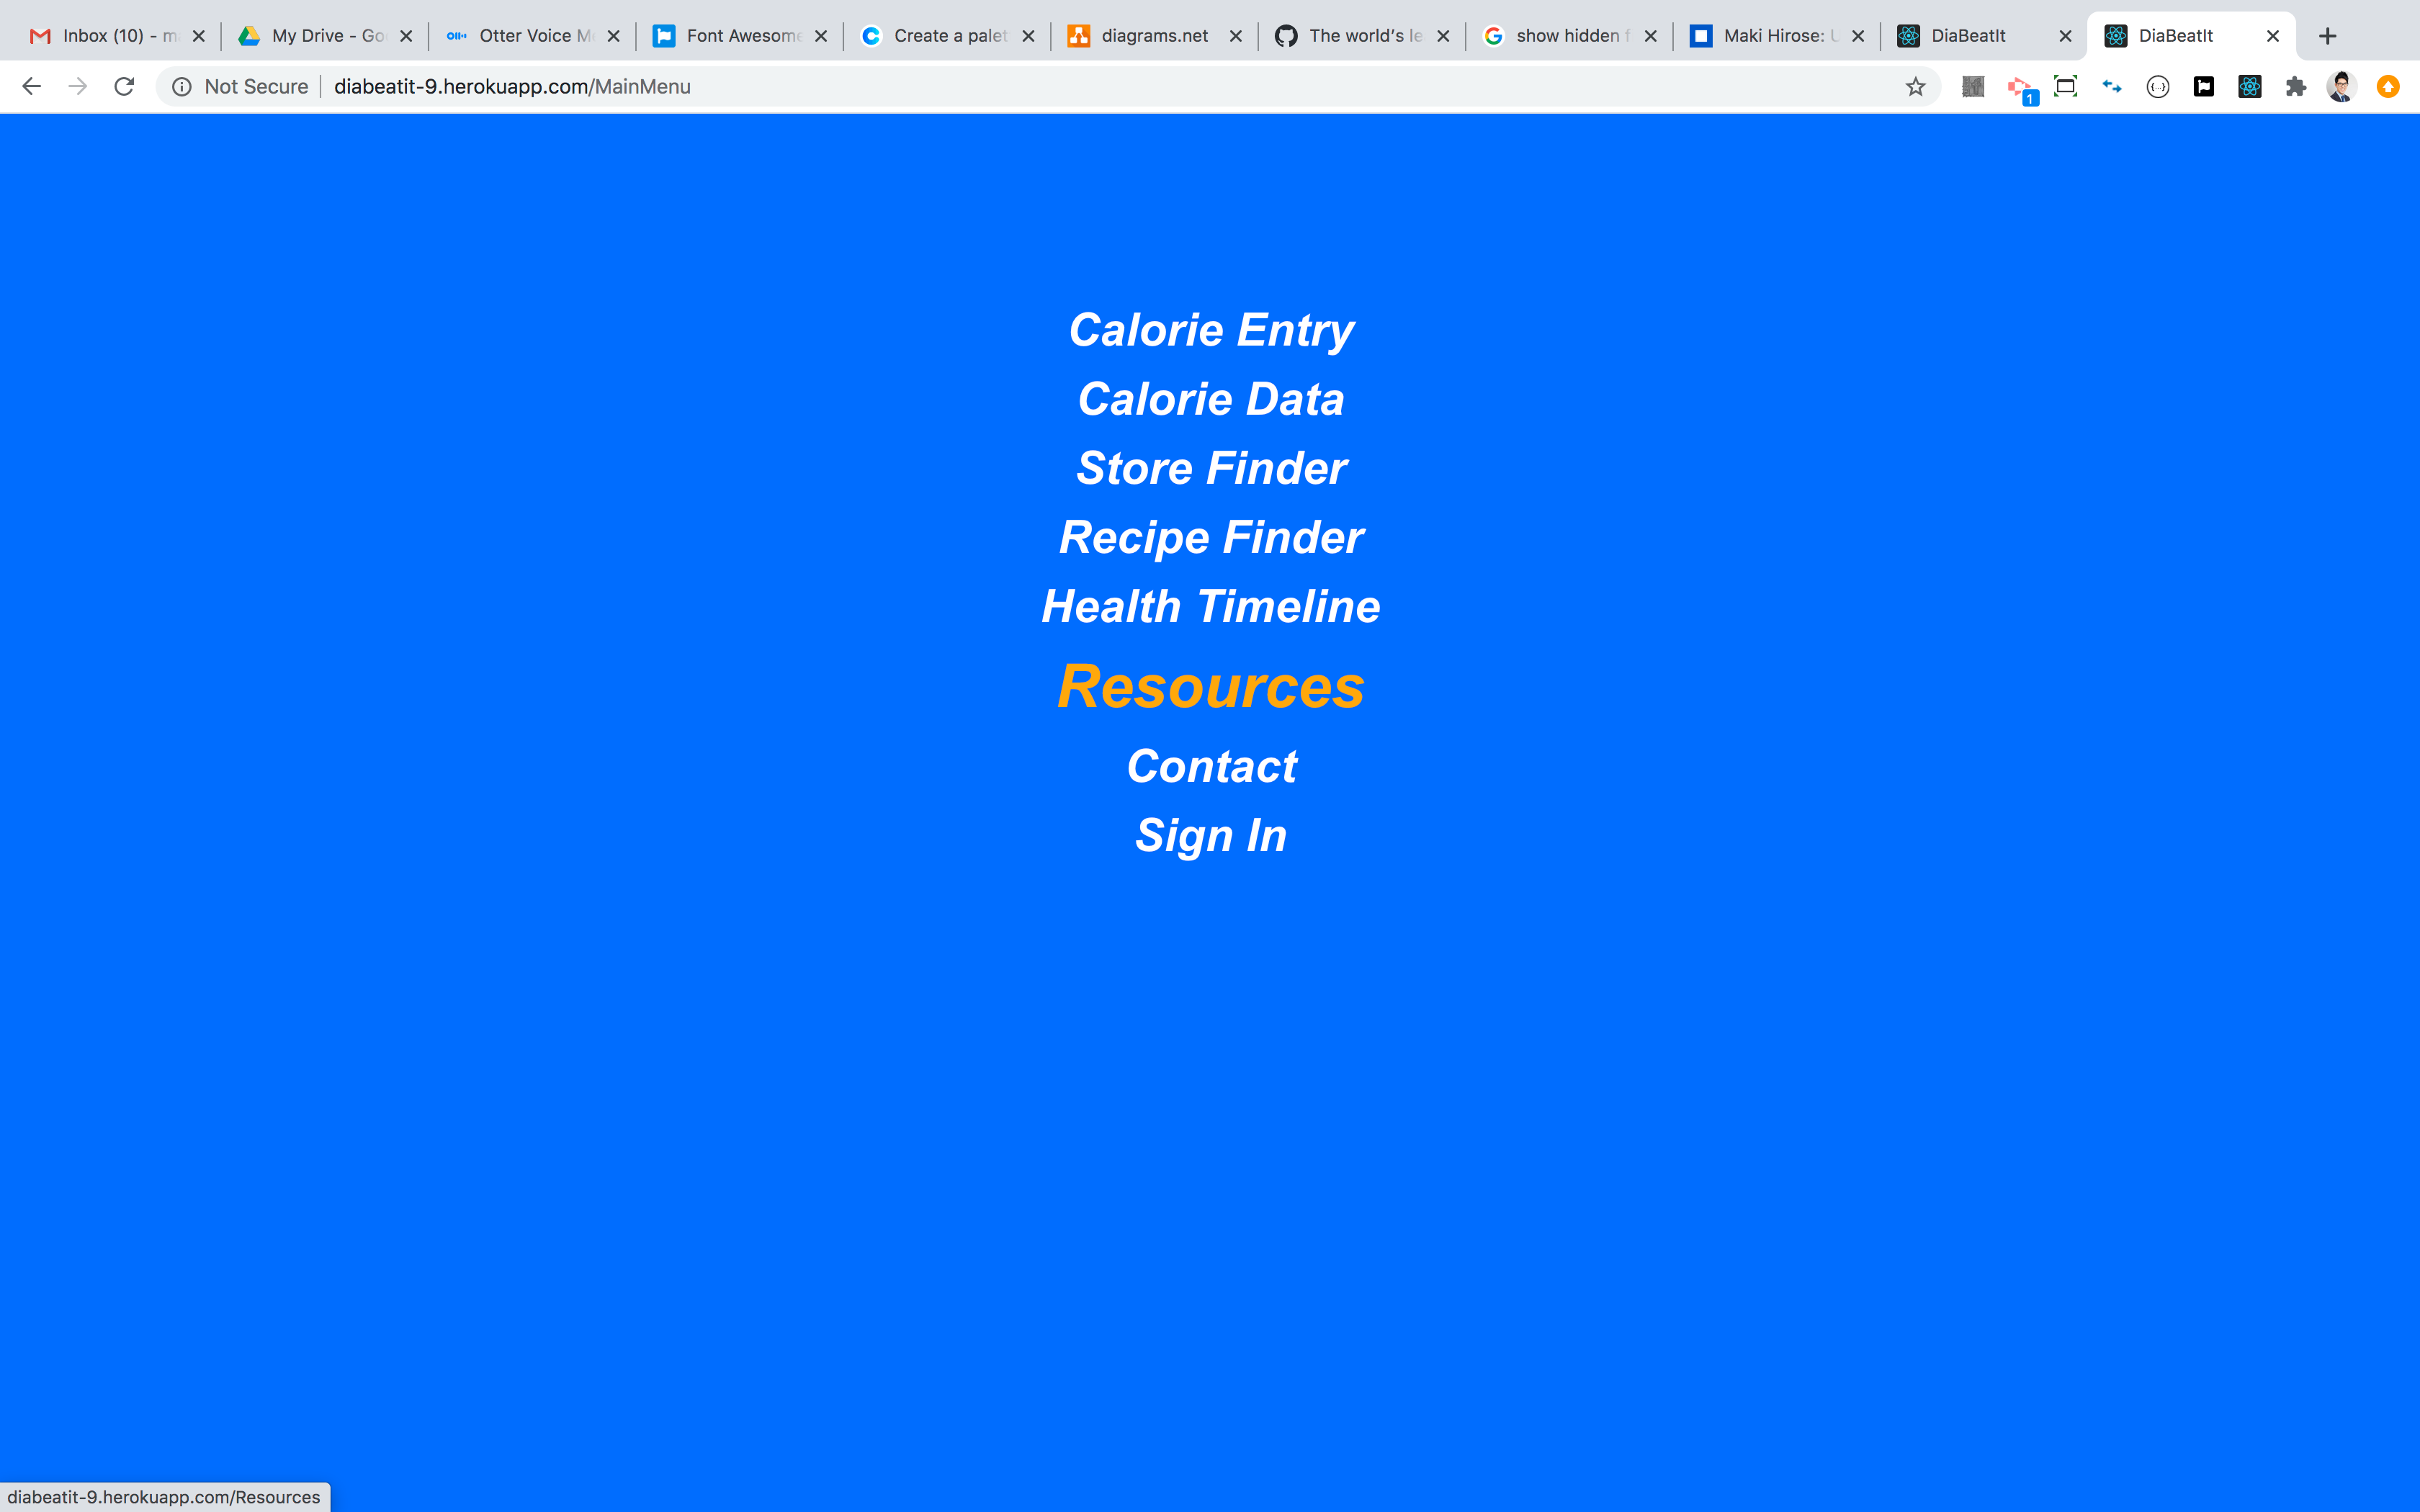 Inbox (10) - m
My Drive - Go
Otter Voice M
Font Awesome
Create a palet
diagrams.net
The world's le
show hidden f
Maki Hirose: U
DiaBeatIt
DiaBeatIt
Not Secure
diabeatit-9.herokuapp.com/MainMenu
1
Calorie Entry
Calorie Data
Store Finder
Recipe Finder
Health Timeline
Resources
Contact
Sign In
diabeatit-9.herokuapp.com/Resources